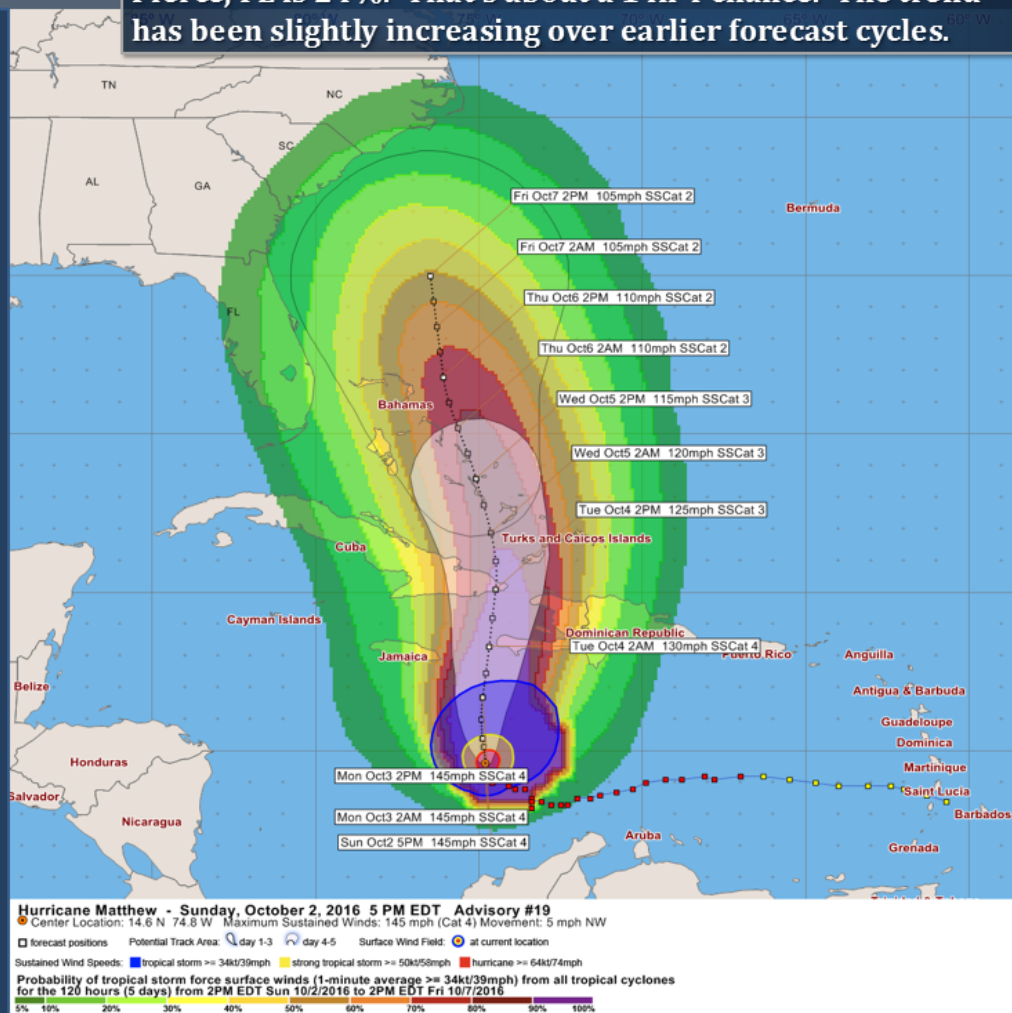 has been slightly increasing over earlier forecast cycles.
TN
NC
SC
AL
GA
Fri Oct7 2PM 105mph SSCat 2
Bermuda
Fri Oct7 2AM 105mph SSCat 2
Thu Oct6 2PM 110mph SSCat 2
FL
Thu Oct6 2AM 110mph SSCat 2
Bahamas
Wed Oct5 2PM 115mph SSCat 3
Wed Oct5 2AM 120mph SSCat 3
Tue Oct4 2PM 125mph SSCat 3
Turks and Caicos Islands
Cuba
Cayman Islands
Dominican Republic
Tue Oct4 2AM 130mph SSCat 4
Jamaica
Puerto Rico
Anguilla
Belize
Antigua & Barbuda
Guadeloupe
Dominica
Honduras
Martinique
Mon Oct3 2PM 145mph SSCat 4
Salvador
Saint Lucia
Barbados
Nicaragua
Mon Oct3 2AM 145mph SSCat 4
Aruba
Sun Oct2 5PM 145mph SSCat 4
Grenada
Hurricane Matthew - Sunday, October 2, 2016 5 PM EDT Advisory #19
Center Location: 14.6 N 74.8 W Maximum Sustained Winds: 145 mph (Cat 4) Movement: 5 mph NW
forecast positions Potential Track Area: day 1-3 day 4-5 Surface Wind Field: at current location
Sustained Wind Speeds: tropical storm >= 34kt/39mph) strong tropical storm >= 50kt/58mph) hurricane >= 64kt/74mph)
Probability of tropical storm force surface winds (1-minute average >= 34kt/39mph) from all tropical cyclones
for the 120 hours (5 days) from 2PM EDT Sun 10/2/2016 to 2PM EDT Fri 10/7/2016
5% 10% 20% 30% 40% 50% 60% 70% 80% 90% 100%